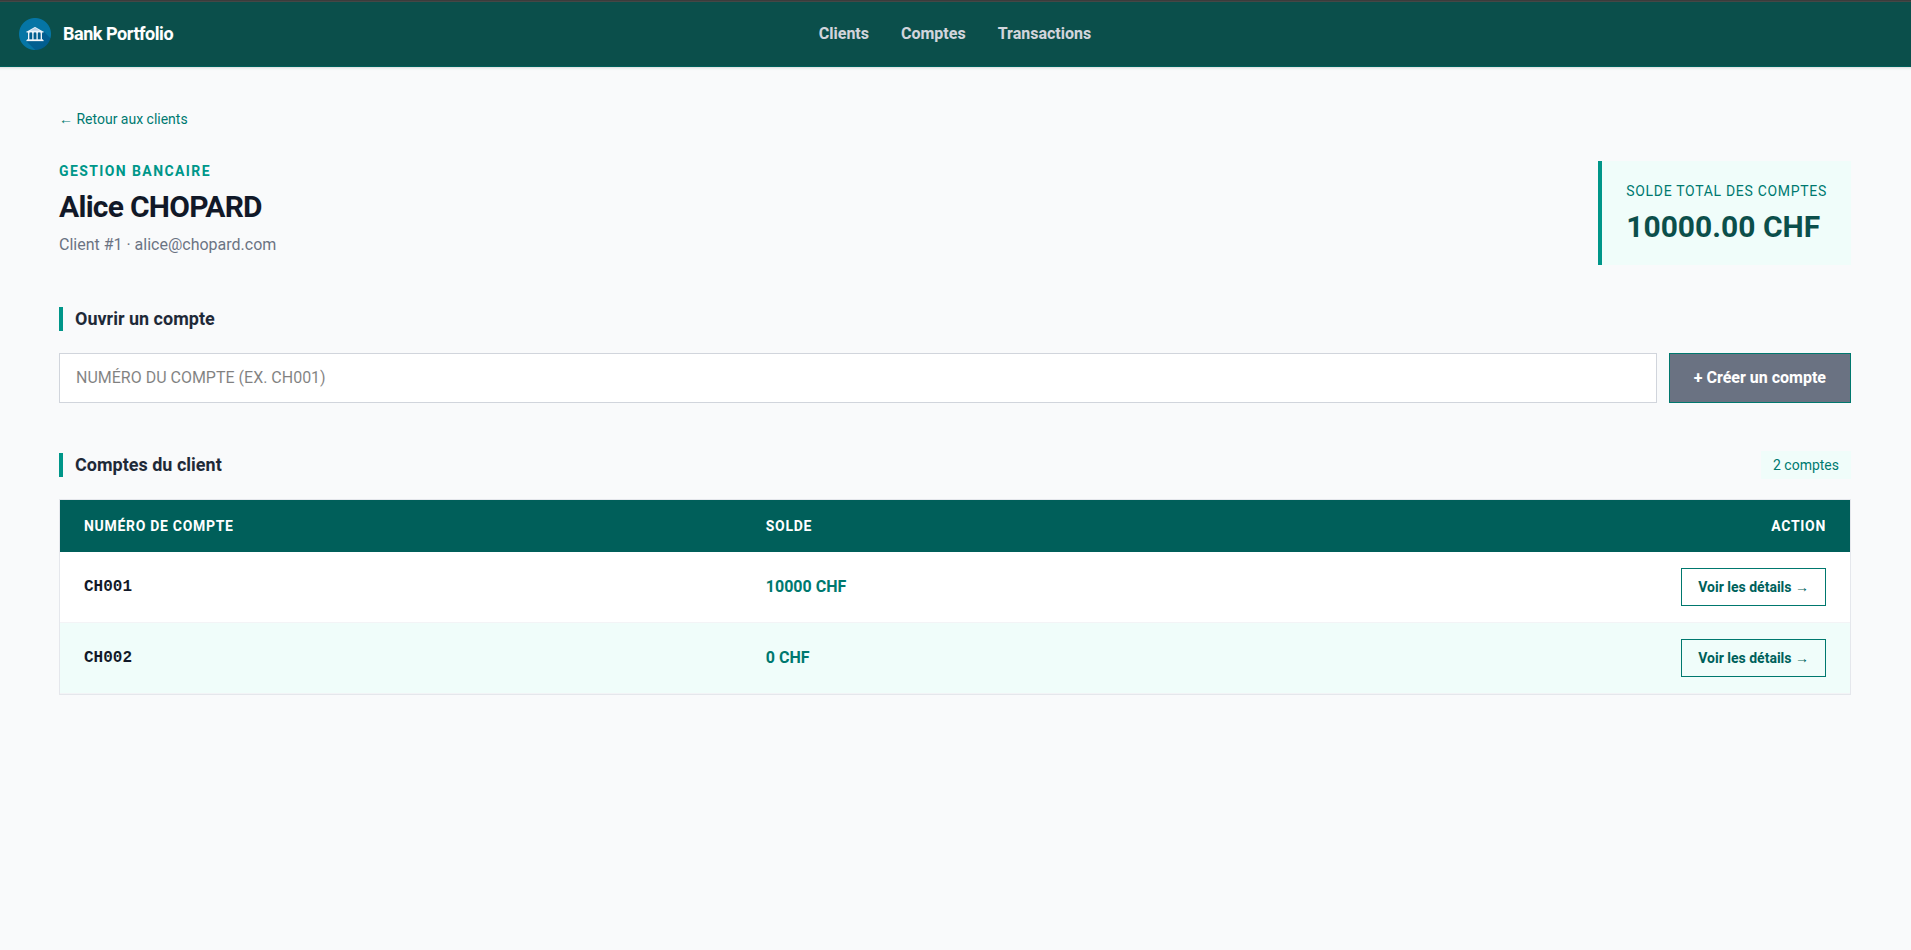 Bank Portfolio
Clients Comptes Transactions
← Retour aux clients
GESTION BANCAIRE
Alice CHOPARD
Client #1 · alice@chopard.com
SOLDE TOTAL DES COMPTES
10000.00 CHF
Ouvrir un compte
NUMÉRO DU COMPTE (EX. CH001)
+ Créer un compte
Comptes du client
2 comptes
NUMÉRO DE COMPTE SOLDE ACTION
CH001 10000 CHF Voir les détails →
CH002 0 CHF Voir les détails →